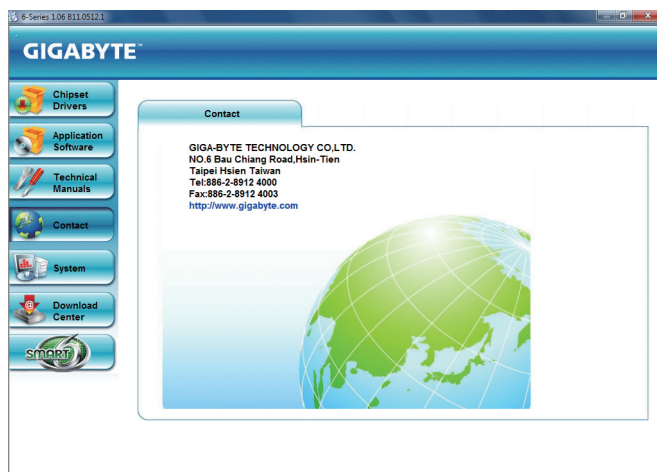 6-Series 1.06 B11.0512.1
GIGABYTE™
Chipset
Drivers
Application
Software
Technical
Manuals
Contact
System
Download
Center
SMART6
Contact
GIGA-BYTE TECHNOLOGY CO,LTD.
NO.6 Bau Chiang Road,Hsin-Tien
Taipei Hsien Taiwan
Tel:886-2-8912 4000
Fax:886-2-8912 4003
http://www.gigabyte.com